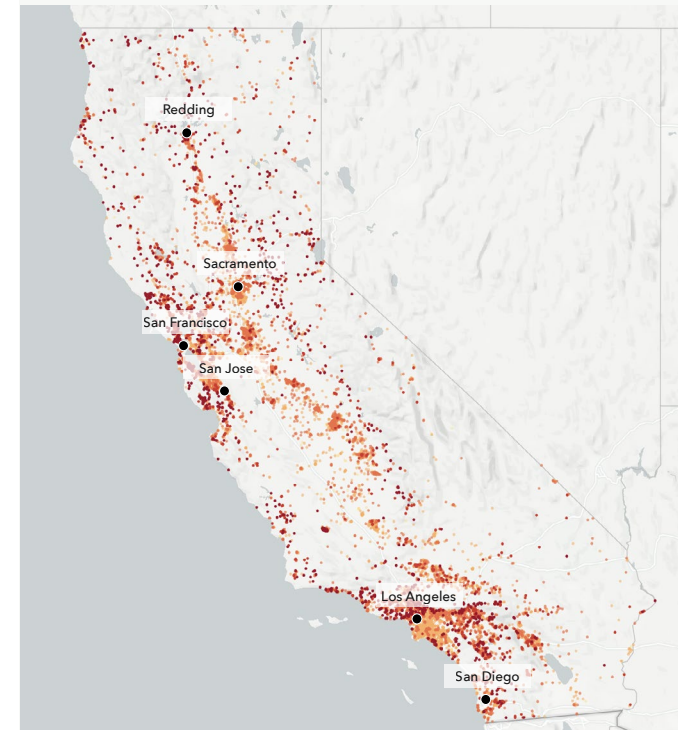 Redding
Sacramento
San Francisco
San Jose
Los Angeles
San Diego